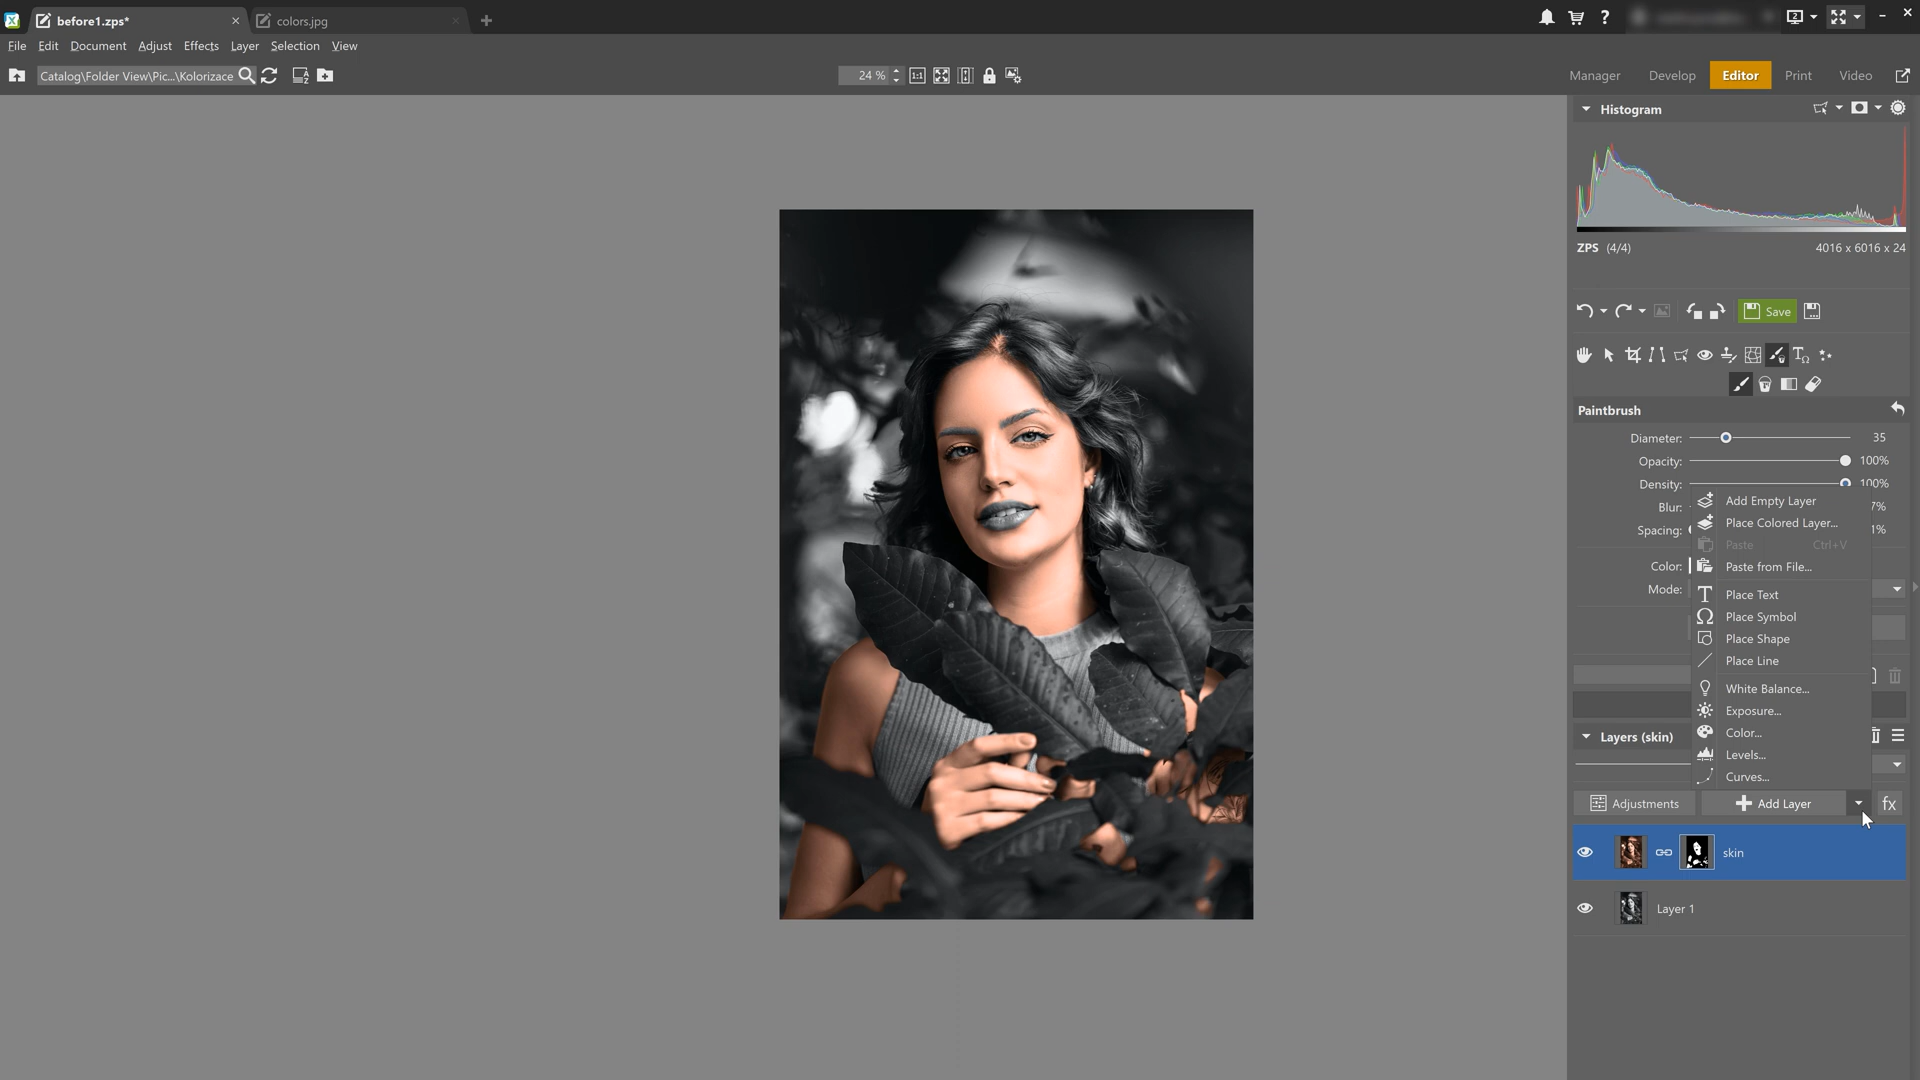 before1.zps*
colors.jpg
File Edit Document Adjust Effects Layer Selection View
Catalog\Folder View\Pic...\Kolorizace
24 %
1:1
Manager Develop Editor Print Video
Histogram
ZPS (4/4) 4016 x 6016 x 24
Save
Paintbrush
Diameter: 35
Opacity: 100%
Density: 100%
Blur: 7%
Spacing: 1%
Color:
Mode:
Add Empty Layer
Place Colored Layer...
Paste Ctrl+V
Paste from File...
Place Text
Place Symbol
Place Shape
Place Line
White Balance...
Exposure...
Color...
Levels...
Curves...
Layers (skin)
Adjustments Add Layer fx
skin
Layer 1